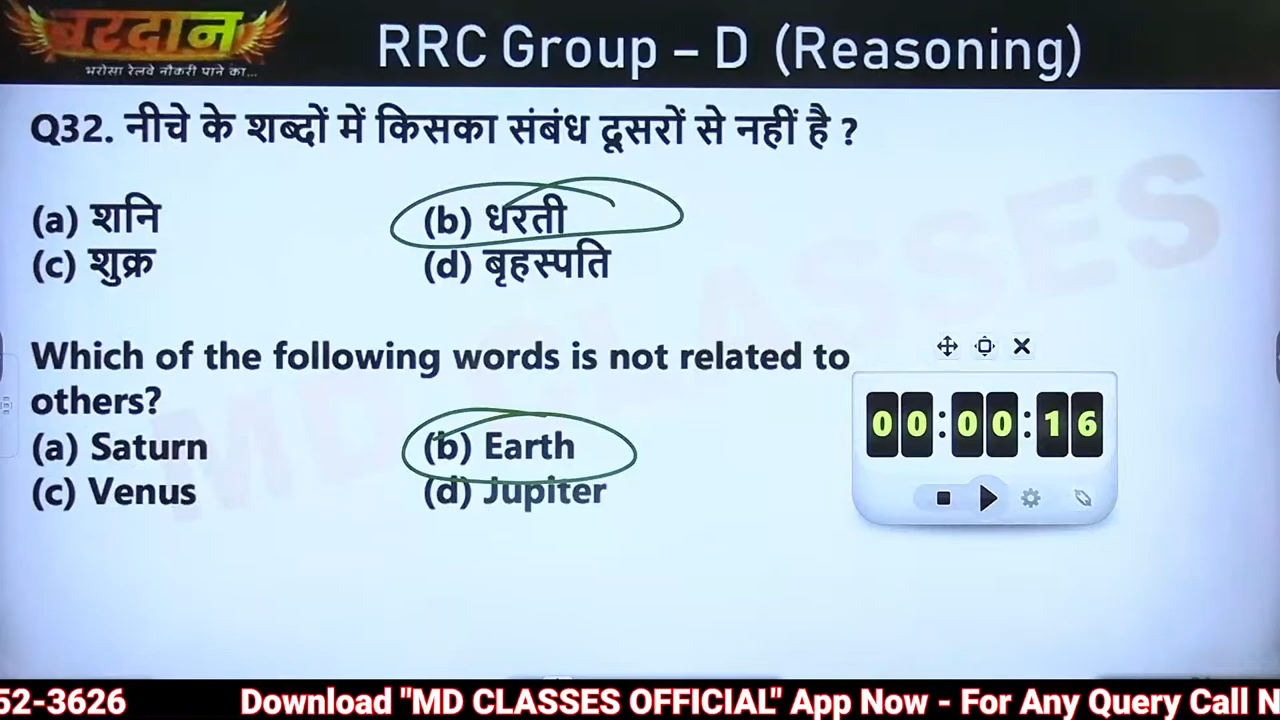 वरदान
भरोसा रेलवे नौकरी पाने का...
RRC Group – D (Reasoning)
Q32. नीचे के शब्दों में किसका संबंध दूसरों से नहीं है ?
(a) शनि (b) धरती
(c) शुक्र (d) बृहस्पति
Which of the following words is not related to
others?
(a) Saturn (b) Earth
(c) Venus (d) Jupiter
00:00:16
MD CLASSES
52-3626 Download "MD CLASSES OFFICIAL" App Now - For Any Query Call N